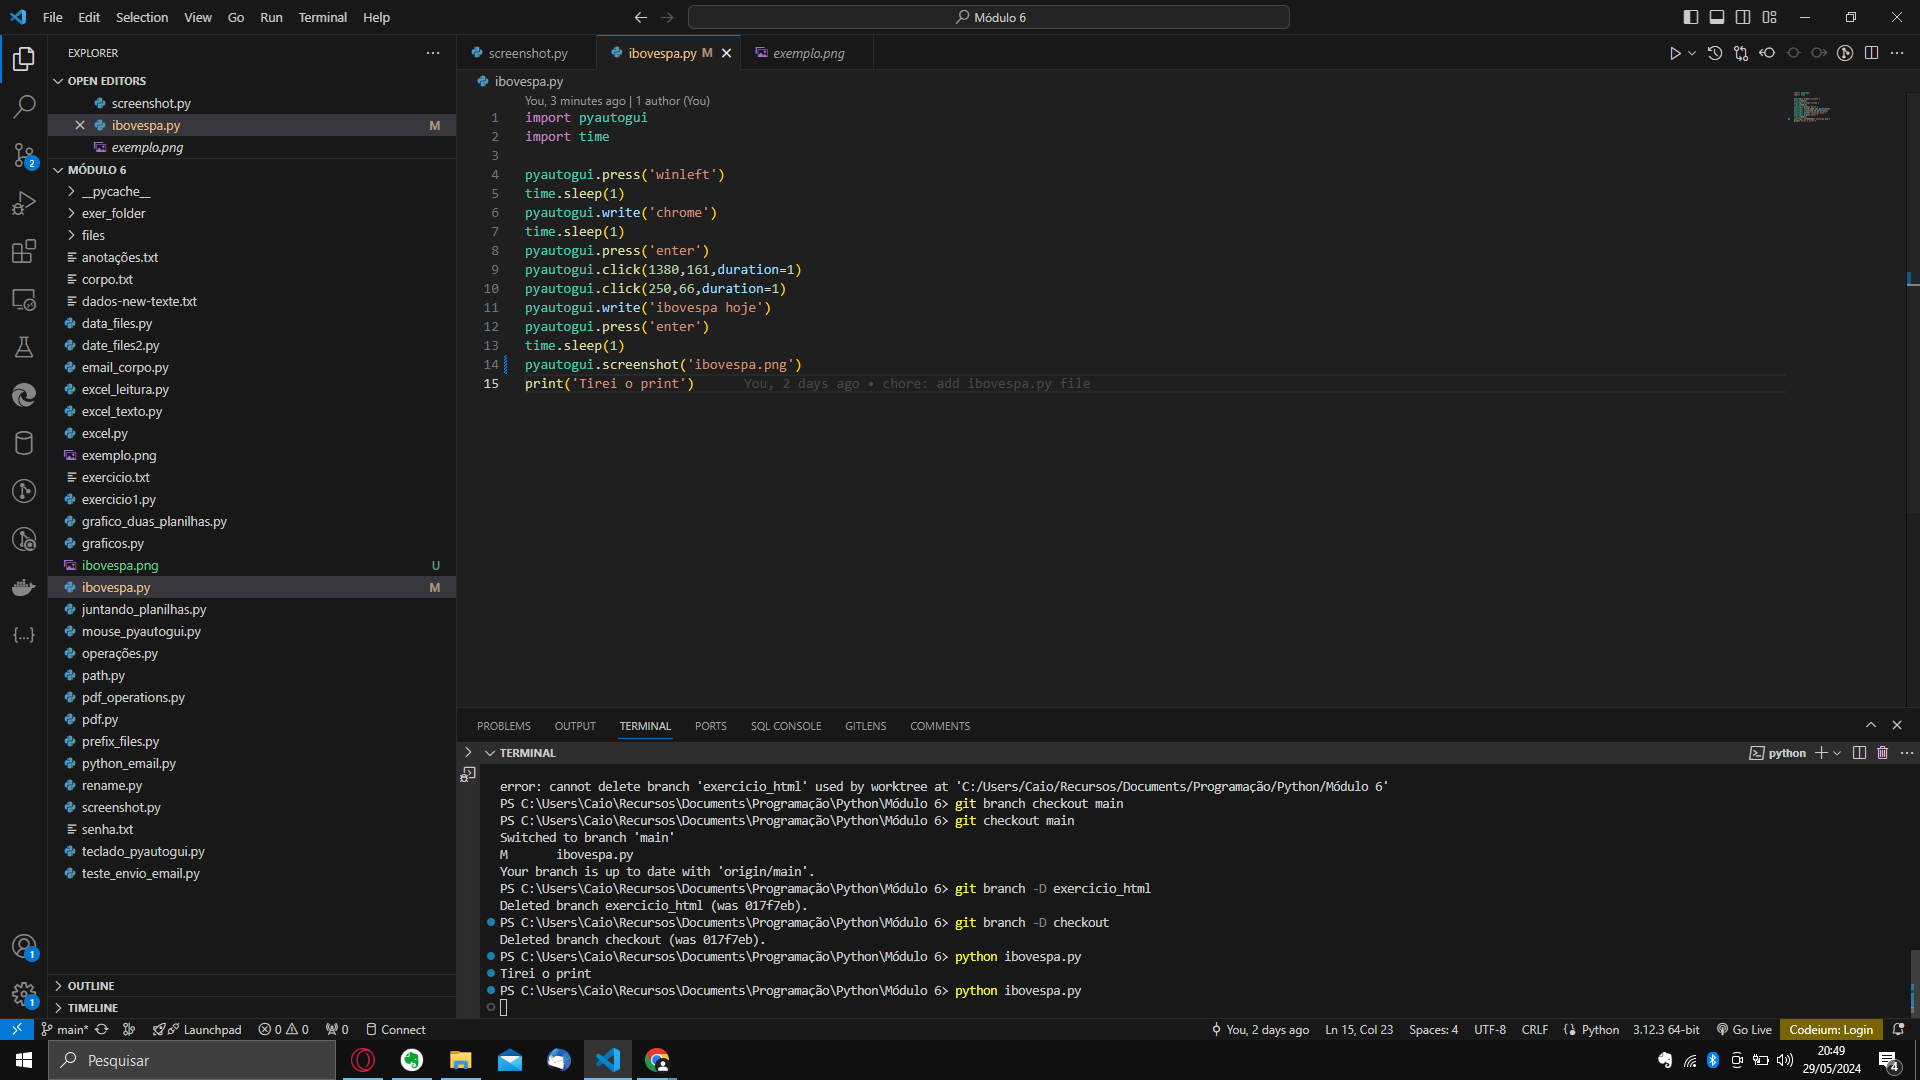 File Edit Selection View Go Run Terminal Help
Módulo 6
EXPLORER
OPEN EDITORS
screenshot.py
ibovespa.py M
exemplo.png
MÓDULO 6
__pycache__
exer_folder
files
anotações.txt
corpo.txt
dados-new-texte.txt
data_files.py
date_files2.py
email_corpo.py
excel_leitura.py
excel_texto.py
excel.py
exemplo.png
exercicio.txt
exercicio1.py
grafico_duas_planilhas.py
graficos.py
ibovespa.png U
ibovespa.py M
juntando_planilhas.py
mouse_pyautogui.py
operações.py
path.py
pdf_operations.py
pdf.py
prefix_files.py
python_email.py
rename.py
screenshot.py
senha.txt
teclado_pyautogui.py
teste_envio_email.py
OUTLINE
TIMELINE
2
1
1
screenshot.py ibovespa.py M exemplo.png
ibovespa.py
You, 3 minutes ago | 1 author (You)
1 import pyautogui
2 import time
3
4 pyautogui.press('winleft')
5 time.sleep(1)
6 pyautogui.write('chrome')
7 time.sleep(1)
8 pyautogui.press('enter')
9 pyautogui.click(1380,161,duration=1)
10 pyautogui.click(250,66,duration=1)
11 pyautogui.write('ibovespa hoje')
12 pyautogui.press('enter')
13 time.sleep(1)
14 pyautogui.screenshot('ibovespa.png')
15 print('Tirei o print') You, 2 days ago • chore: add ibovespa.py file
PROBLEMS OUTPUT TERMINAL PORTS SQL CONSOLE GITLENS COMMENTS
TERMINAL python
error: cannot delete branch 'exercicio_html' used by worktree at 'C:/Users/Caio/Recursos/Documents/Programação/Python/Módulo 6'
PS C:\Users\Caio\Recursos\Documents\Programação\Python\Módulo 6> git branch checkout main
PS C:\Users\Caio\Recursos\Documents\Programação\Python\Módulo 6> git checkout main
Switched to branch 'main'
M ibovespa.py
Your branch is up to date with 'origin/main'.
PS C:\Users\Caio\Recursos\Documents\Programação\Python\Módulo 6> git branch -D exercicio_html
Deleted branch exercicio_html (was 017f7eb).
PS C:\Users\Caio\Recursos\Documents\Programação\Python\Módulo 6> git branch -D checkout
Deleted branch checkout (was 017f7eb).
PS C:\Users\Caio\Recursos\Documents\Programação\Python\Módulo 6> python ibovespa.py
Tirei o print
PS C:\Users\Caio\Recursos\Documents\Programação\Python\Módulo 6> python ibovespa.py
main* Launchpad 0 0 0 Connect You, 2 days ago Ln 15, Col 23 Spaces: 4 UTF-8 CRLF Python 3.12.3 64-bit Go Live Codeium: Login
Pesquisar
20:49
29/05/2024
4